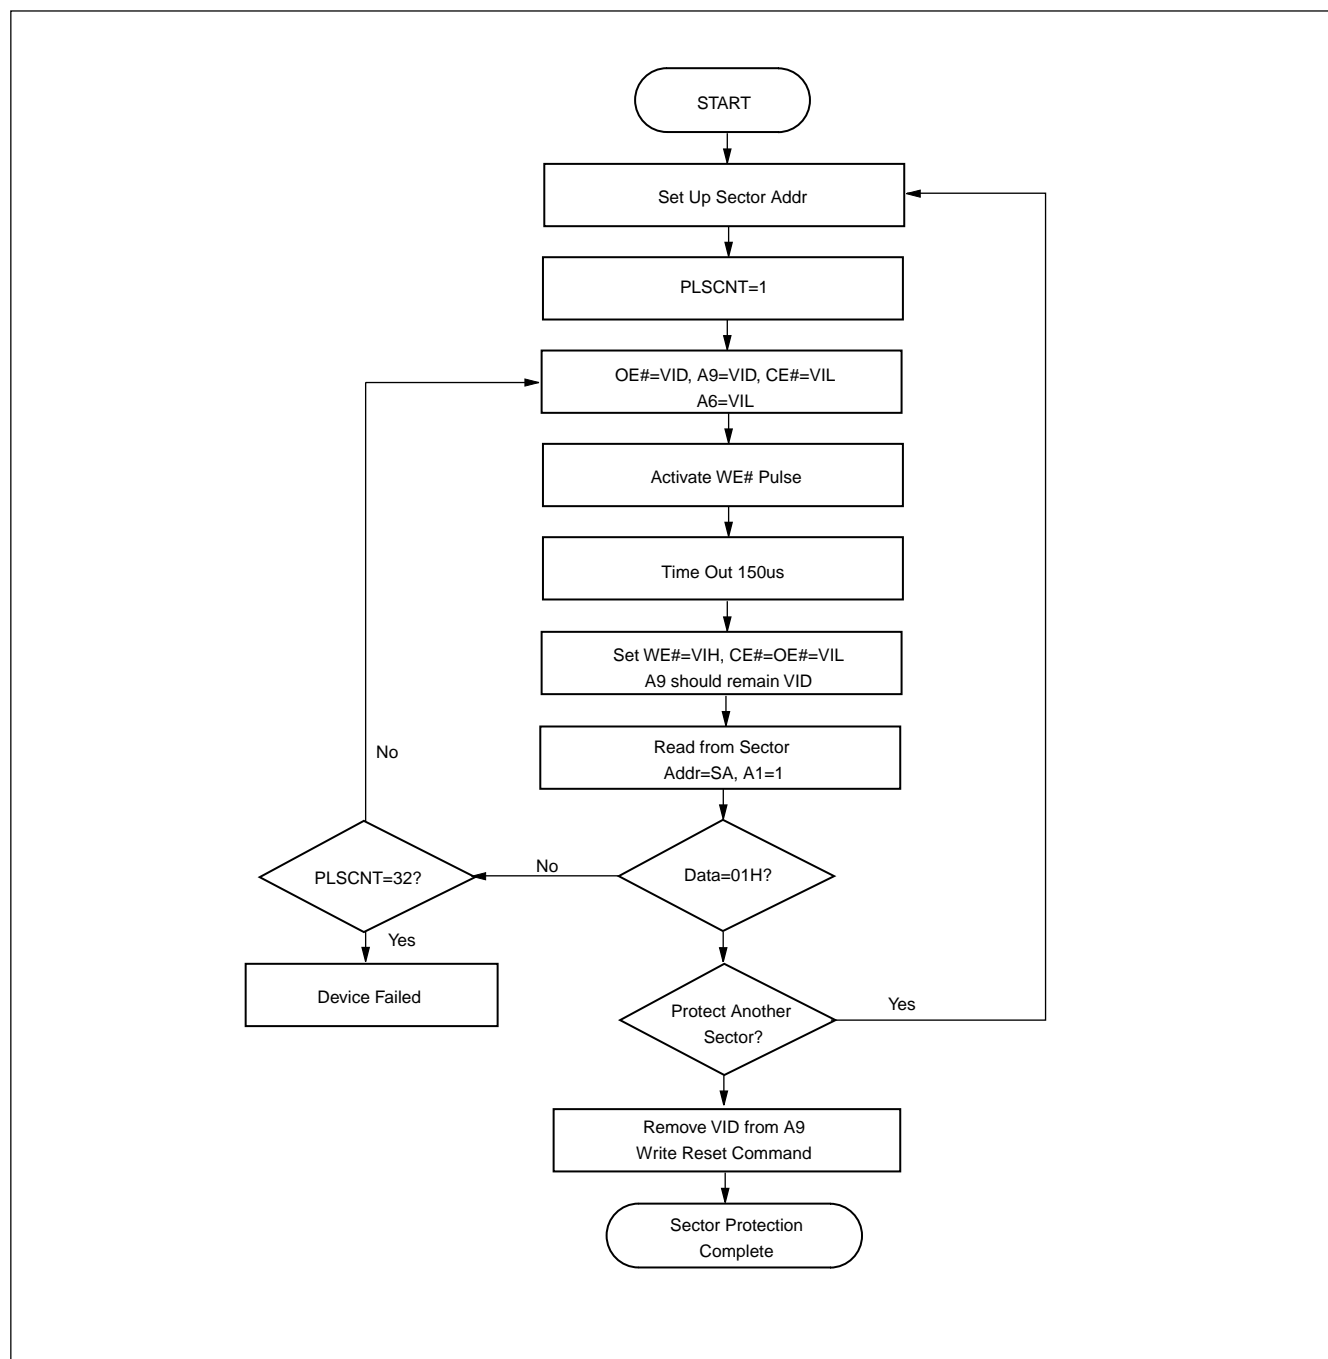 START
Set Up Sector Addr
PLSCNT=1
OE#=VID, A9=VID, CE#=VIL
A6=VIL
Activate WE# Pulse
Time Out 150us
Set WE#=VIH, CE#=OE#=VIL
A9 should remain VID
Read from Sector
Addr=SA, A1=1
No
PLSCNT=32?
No
Data=01H?
Yes
Device Failed
Protect Another
Sector?
Yes
Remove VID from A9
Write Reset Command
Sector Protection
Complete